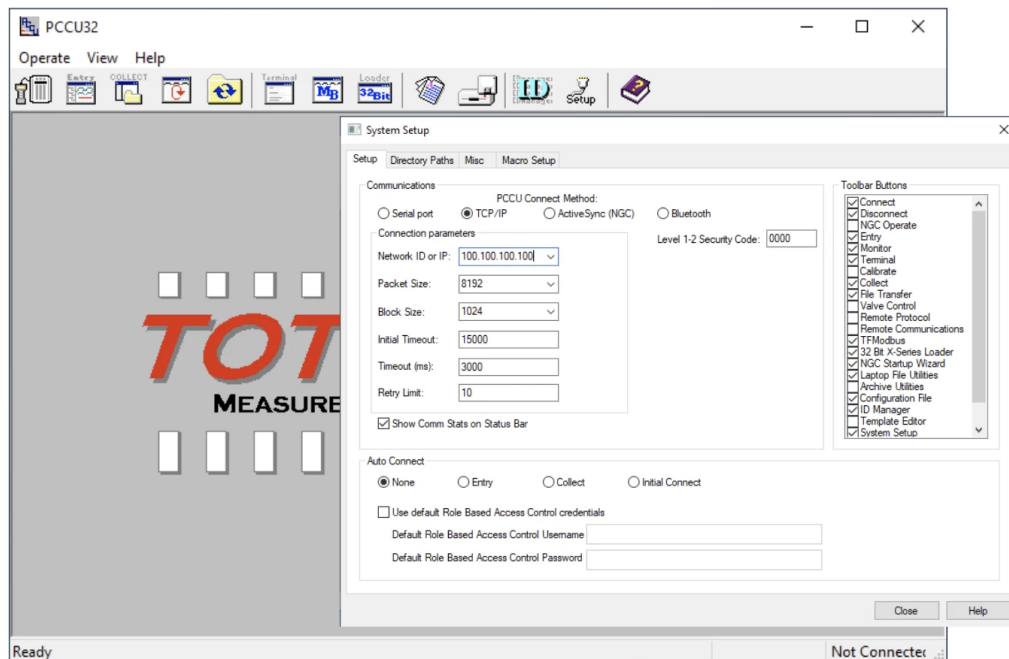 PCCU32
Operate View Help
Entry COLLECT Terminal Loader
MB 32Bit ID Setup
System Setup
Setup Directory Paths Misc Macro Setup
Communications
PCCU Connect Method:
Serial port TCP/IP ActiveSync (NGC) Bluetooth
Connection parameters
Level 1-2 Security Code: 0000
Network ID or IP: 100.100.100.100
Packet Size: 8192
Block Size: 1024
Initial Timeout: 15000
Timeout (ms): 3000
Retry Limit: 10
Show Comm Stats on Status Bar
Toolbar Buttons
Connect
Disconnect
NGC Operate
Entry
Monitor
Terminal
Calibrate
Collect
File Transfer
Valve Control
Remote Protocol
Remote Communications
TFModbus
32 Bit X-Series Loader
NGC Startup Wizard
Laptop File Utilities
Archive Utilities
Configuration File
ID Manager
Template Editor
System Setup
Auto Connect
None Entry Collect Initial Connect
Use default Role Based Access Control credentials
Default Role Based Access Control Username
Default Role Based Access Control Password
Close Help
TOT
MEASURE
Ready Not Connected